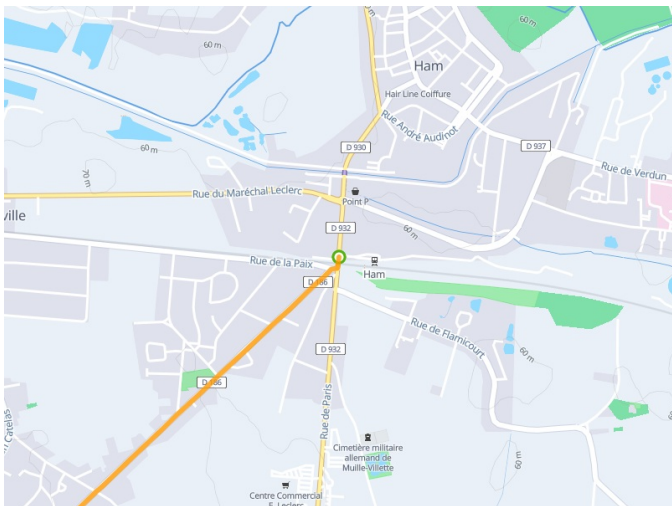 60 m
Ham
Hair Line Coiffure
Rue André Audinot
D 930
D 937
60 m
60 m
Rue de Verdun
70 m
Rue du Maréchal Leclerc
Point P
ville
D 932
60 m
Rue de la Paix
Ham
D 186
Rue de Flamicourt
D 932
60 m
D 186
Rue de Paris
Catelas
Cimetière militaire
allemand de
Muille-Villette
60 m
Centre Commercial
E. Leclerc